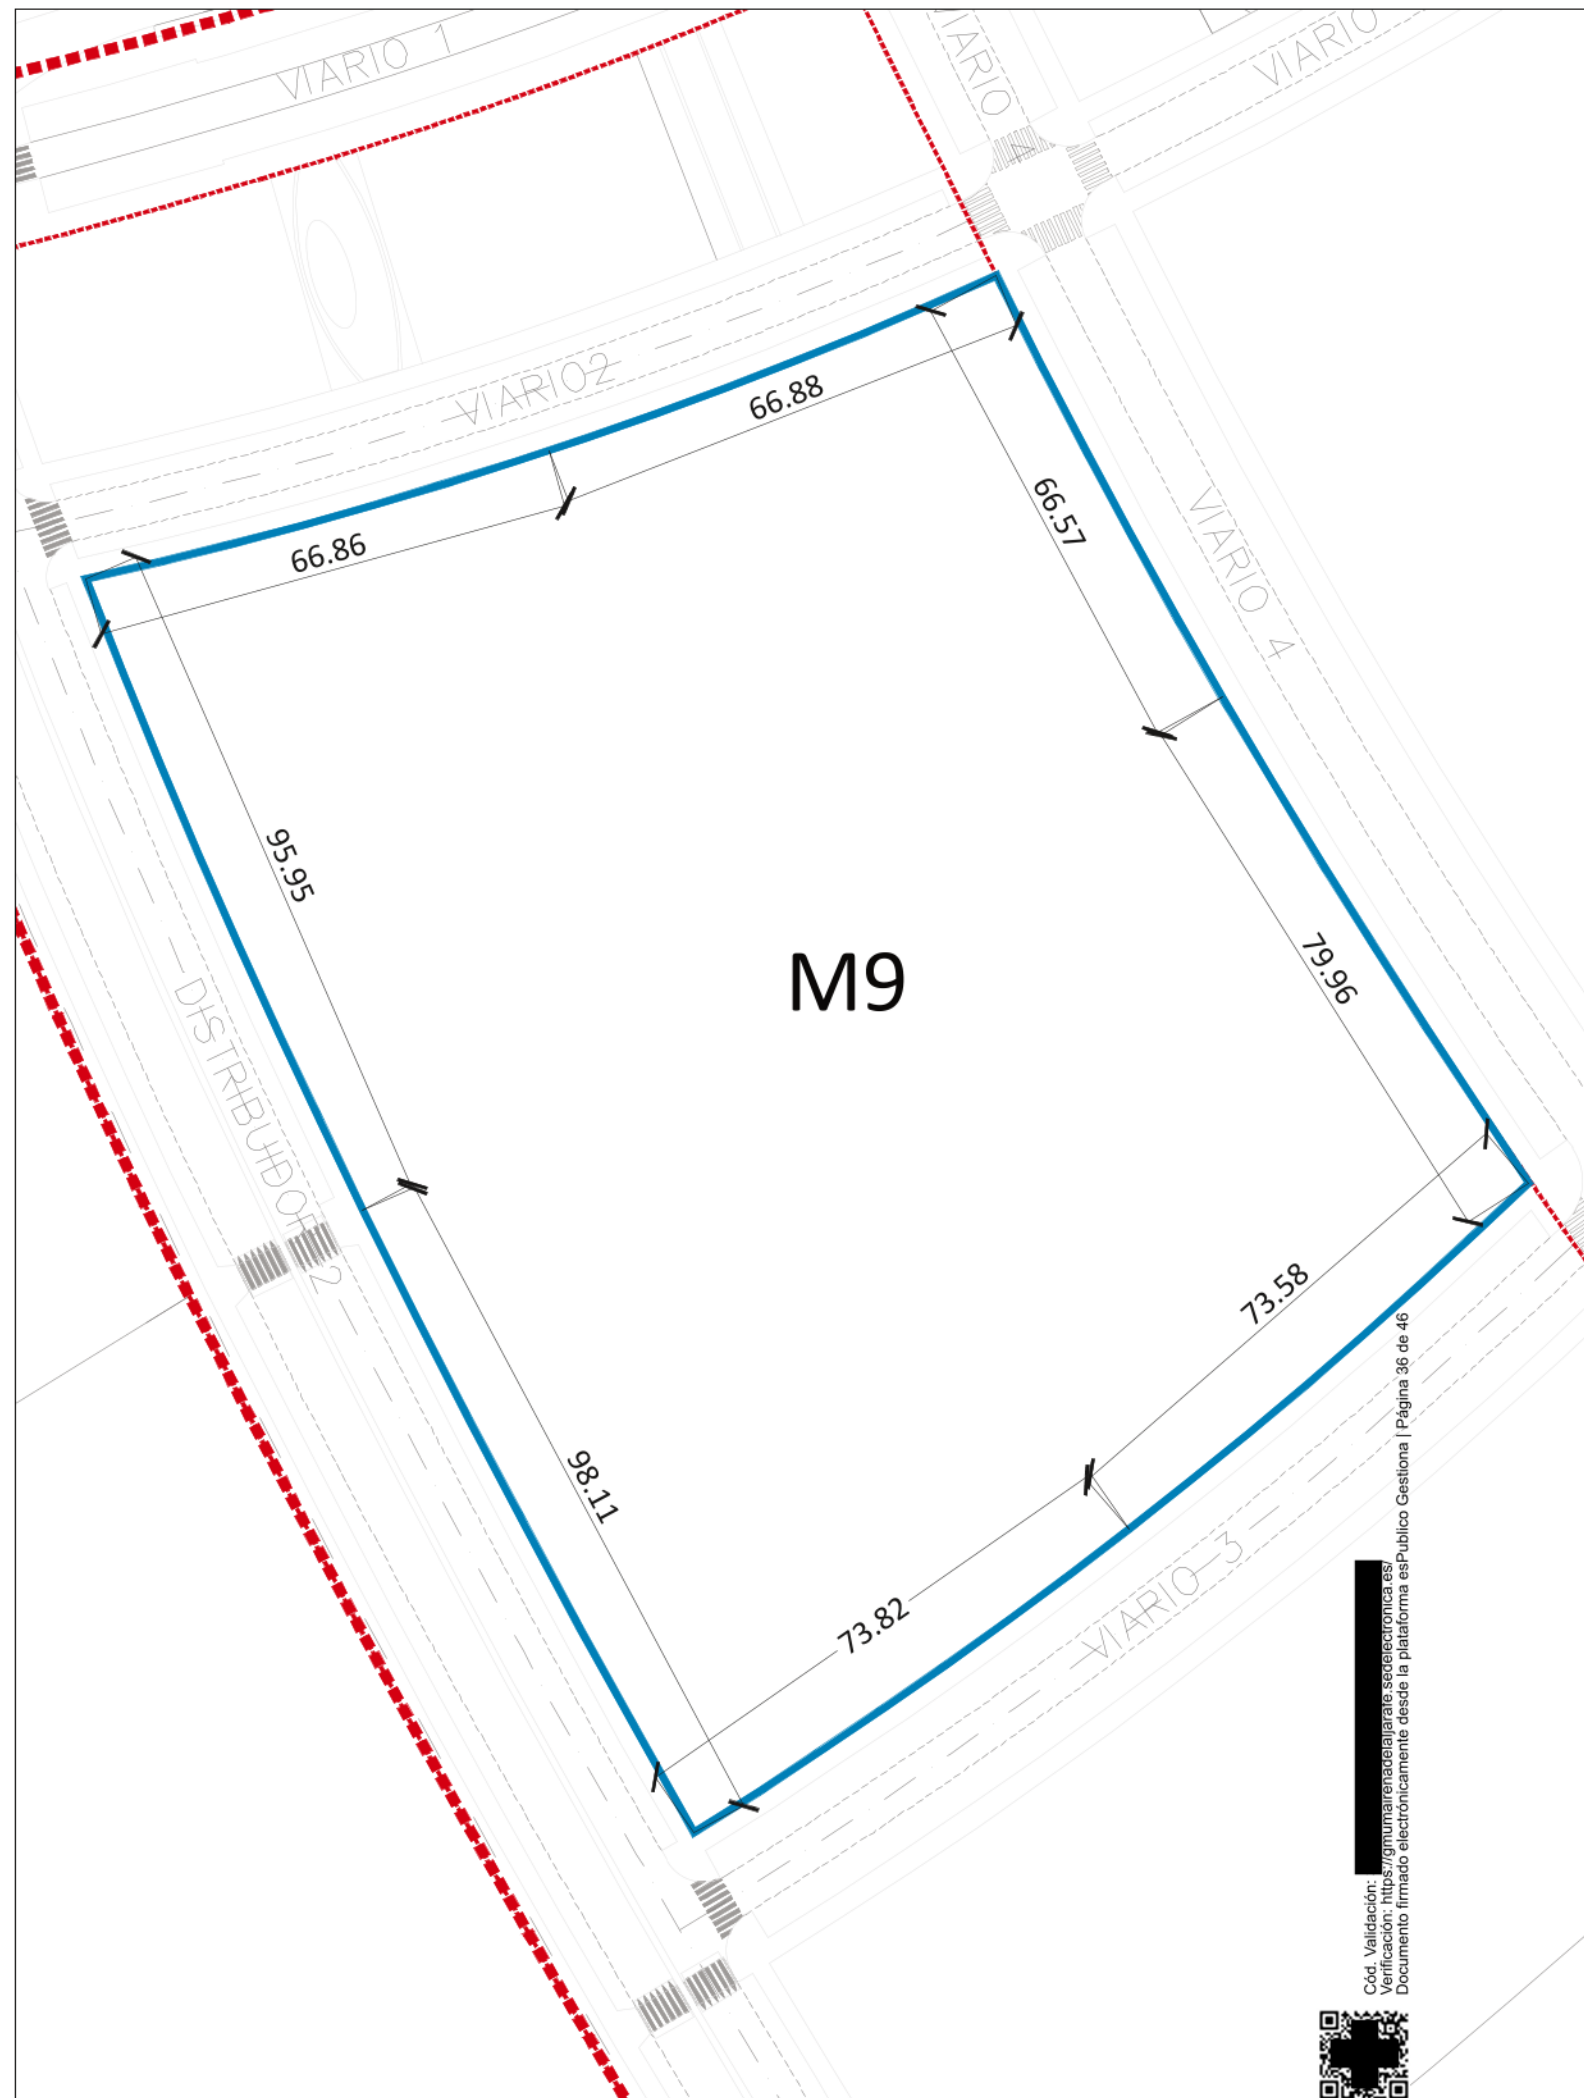 VIARIO 1
VIARIO 4
VIARIO
VIARIO2
66.88
66.86
66.57
VIARIO 4
95.95
M9
79.96
DISTRIBUIDOR 2
73.58
98.11
73.82
VIARIO 3
Cód. Validación:
Verificación: https://gmumairenadelaljarafe.sedelectronica.es/
Documento firmado electrónicamente desde la plataforma esPublico Gestiona | Página 36 de 46